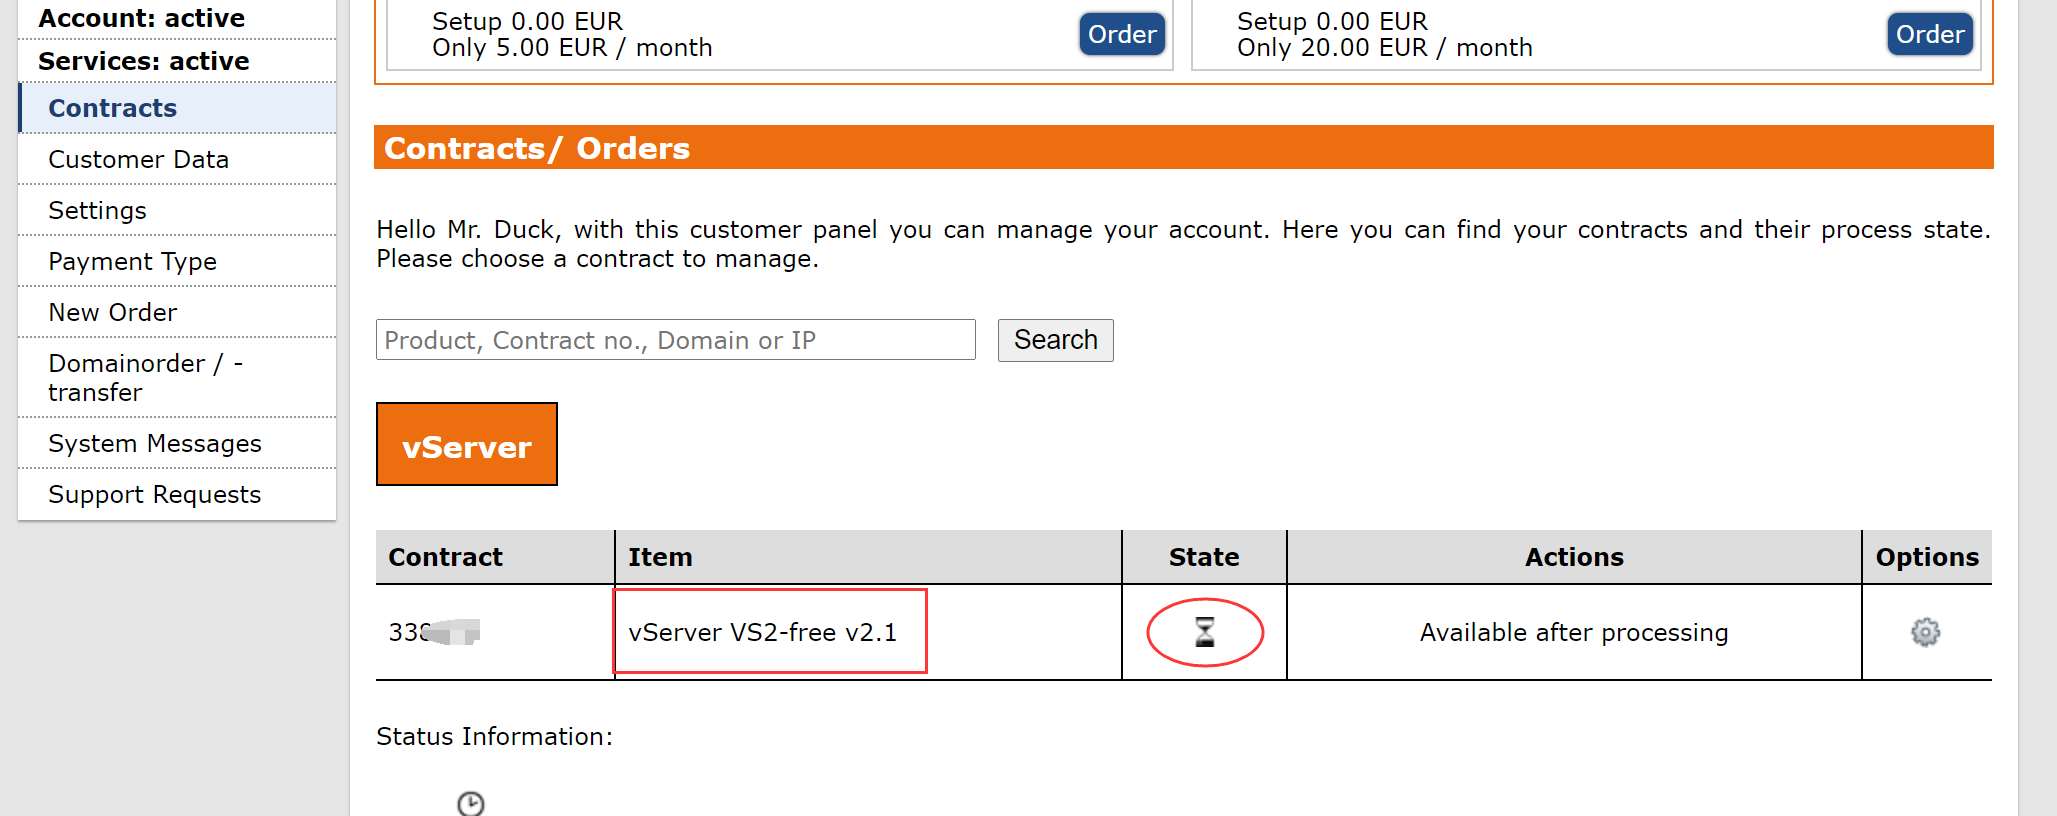 Account: active
Services: active
Contracts
Customer Data
Settings
Payment Type
New Order
Domainorder / -
transfer
System Messages
Support Requests
Setup 0.00 EUR
Only 5.00 EUR / month
Order
Setup 0.00 EUR
Only 20.00 EUR / month
Order
Contracts/ Orders
Hello Mr. Duck, with this customer panel you can manage your account. Here you can find your contracts and their process state.
Please choose a contract to manage.
Product, Contract no., Domain or IP
Search
vServer
Contract Item State Actions Options
vServer VS2-free v2.1 Available after processing
Status Information: